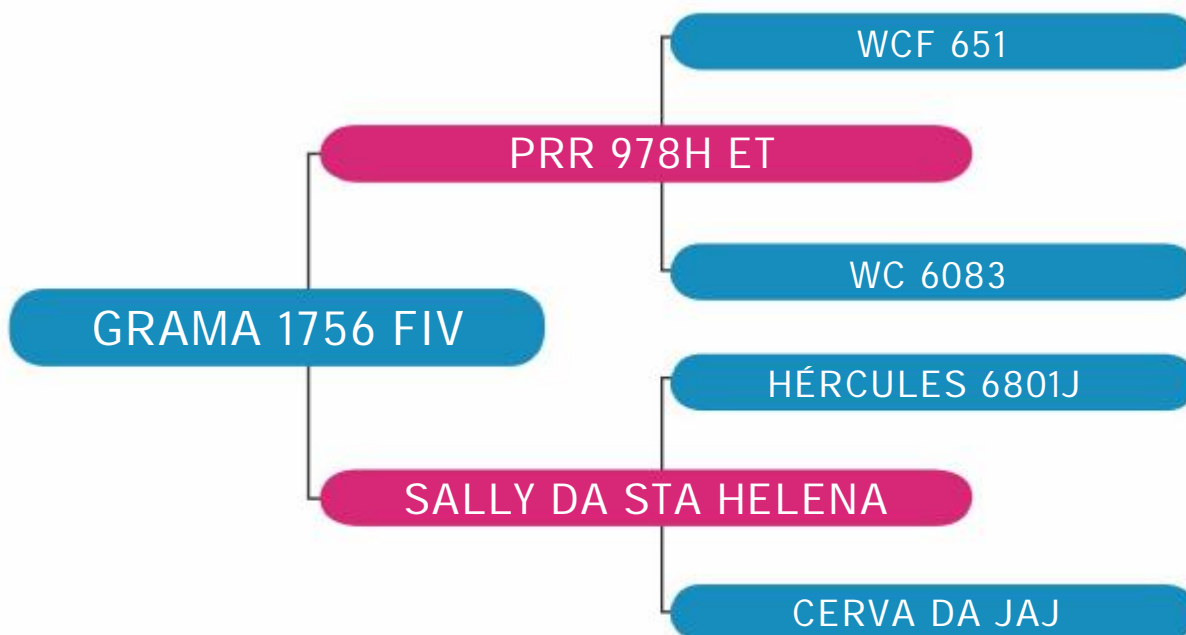 WCF 651
PRR 978H ET
WC 6083
GRAMA 1756 FIV
HÉRCULES 6801J
SALLY DA STA HELENA
CERVA DA JAJ